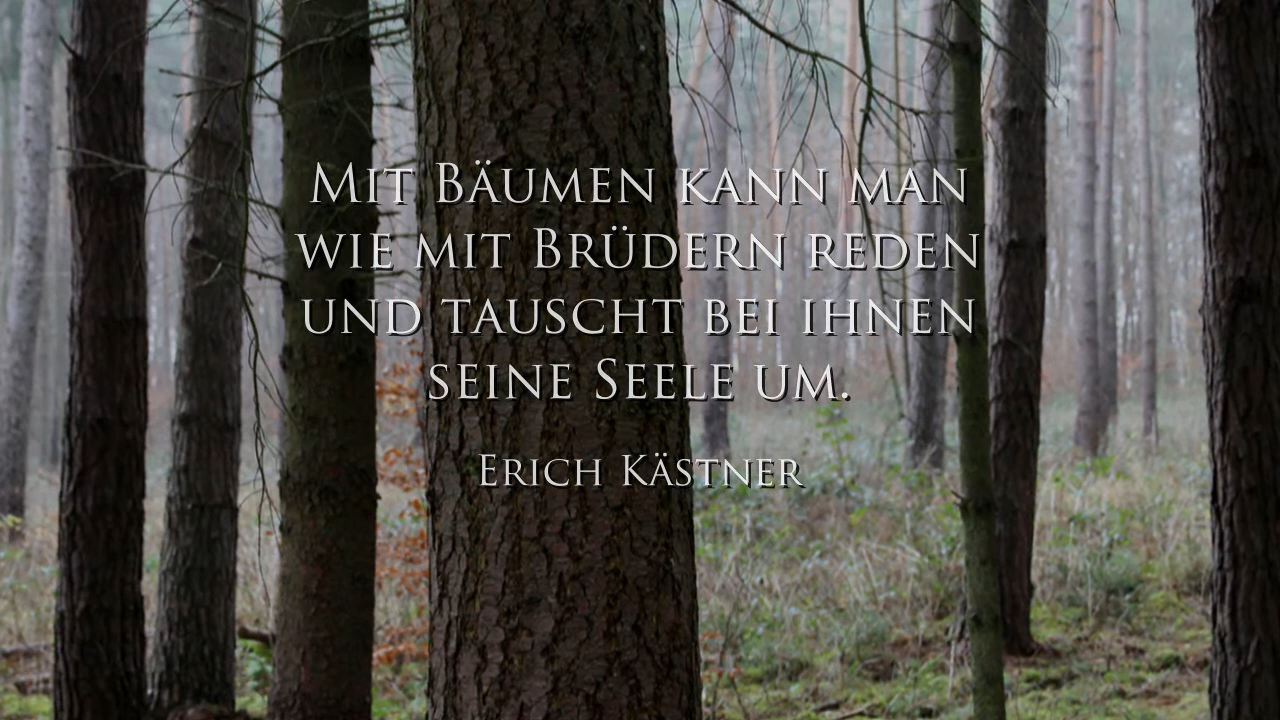 Mit Bäumen kann man
wie mit Brüdern reden
und tauscht bei ihnen
seine Seele um.
Erich Kästner